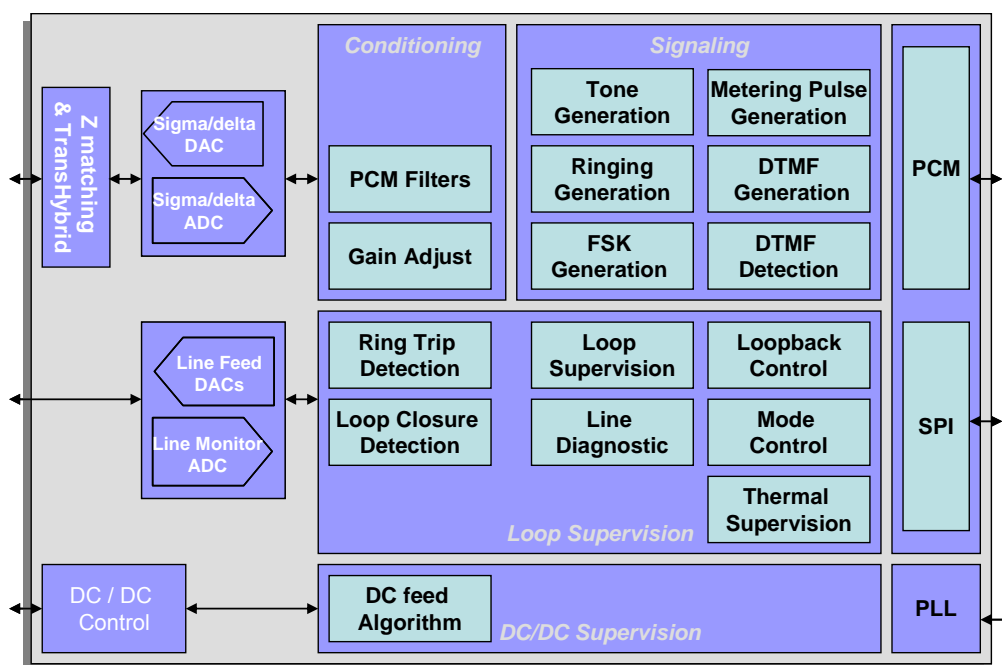 Conditioning
Signaling
Tone
Generation
Metering Pulse
Generation
Z matching
& TransHybrid
Sigma/delta
DAC
Sigma/delta
ADC
PCM Filters
Ringing
Generation
DTMF
Generation
PCM
Gain Adjust
FSK
Generation
DTMF
Detection
Line Feed
DACs
Line Monitor
ADC
Ring Trip
Detection
Loop
Supervision
Loopback
Control
Loop Closure
Detection
Line
Diagnostic
Mode
Control
SPI
Thermal
Supervision
Loop Supervision
DC / DC
Control
DC feed
Algorithm
DC/DC Supervision
PLL